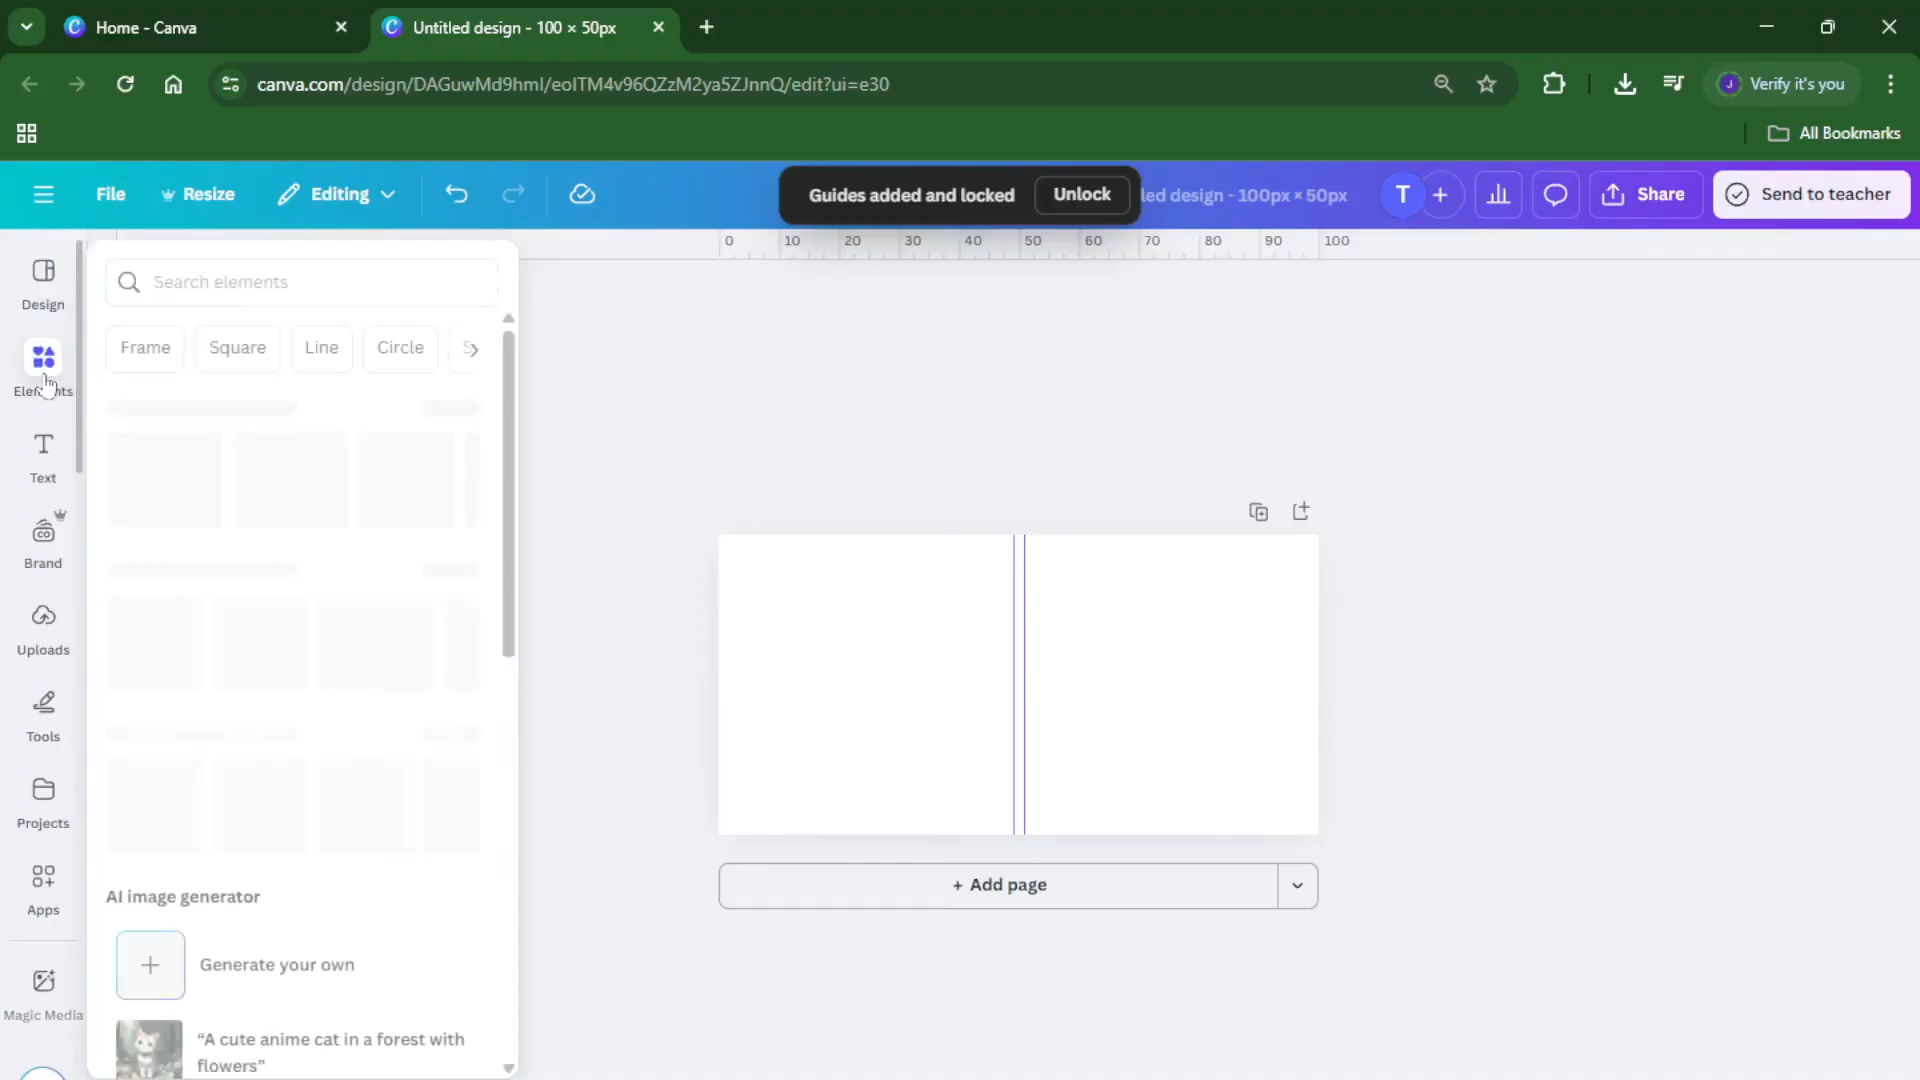 Home - Canva
Untitled design - 100 × 50px
canva.com/design/DAGuwMd9hmI/eoITM4v96QZzM2ya5ZJnnQ/edit?ui=e30
J
Verify it's you
All Bookmarks
File
Resize
Editing
Guides added and locked
Unlock
led design - 100px × 50px
T
Share
Send to teacher
0 10 20 30 40 50 60 70 80 90 100
Design
Elements
Text
Brand
Uploads
Tools
Projects
Apps
Magic Media
Search elements
Frame
Square
Line
Circle
S
AI image generator
Generate your own
“A cute anime cat in a forest with
flowers”
+ Add page